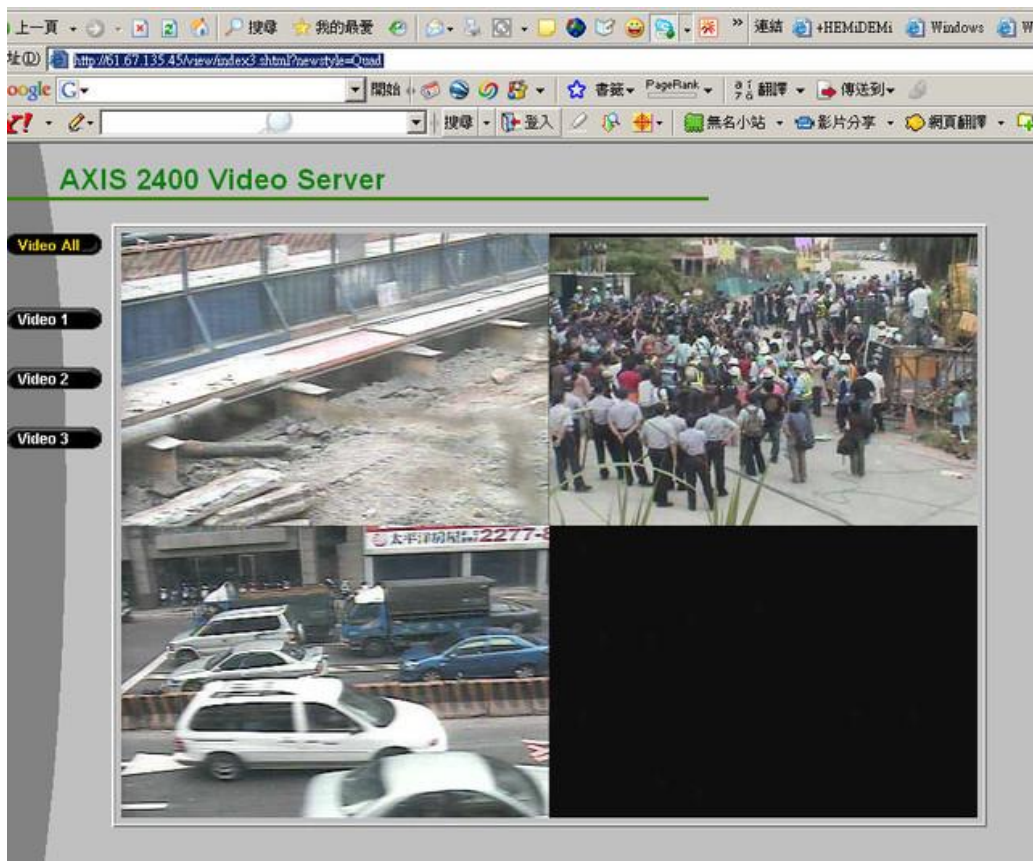 上一頁 搜尋 我的最愛 » 連結 +HEMiDEMi Windows W
址(D) http://61.67.135.45/view/index3.shtml?newstyle=Quad
oogle G 開始 書籤 PageRank 翻譯 傳送到
Y! 搜尋 登入 無名小站 影片分享 網頁翻譯
AXIS 2400 Video Server
Video All
Video 1
Video 2
Video 3
太平洋房屋 2277-8